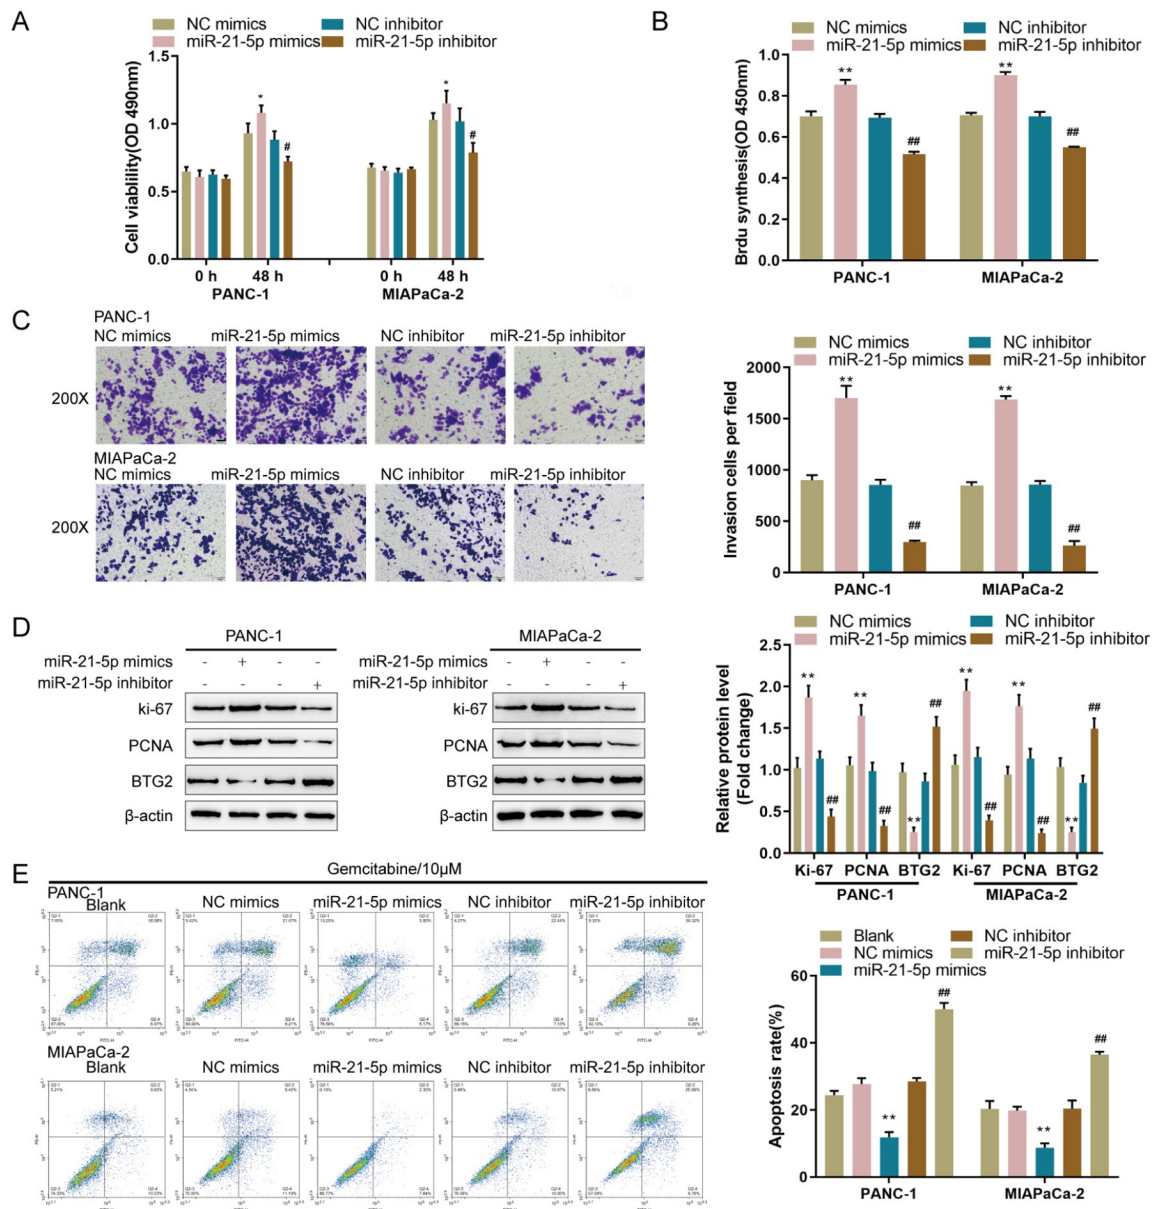 A
NC mimics
NC inhibitor
miR-21-5p mimics
miR-21-5p inhibitor
Cell viability(OD 490nm)
1.5
1.0
0.5
0.0
0 h
48 h
0 h
48 h
PANC-1
MIAPaCa-2
*
#
*
#
B
NC mimics
NC inhibitor
miR-21-5p mimics
miR-21-5p inhibitor
Brdu synthesis(OD 450nm)
1.0
0.8
0.6
0.4
0.2
0.0
**
##
**
##
PANC-1
MIAPaCa-2
C
PANC-1
NC mimics
miR-21-5p mimics
NC inhibitor
miR-21-5p inhibitor
200X
MIAPaCa-2
NC mimics
miR-21-5p mimics
NC inhibitor
miR-21-5p inhibitor
200X
NC mimics
NC inhibitor
miR-21-5p mimics
miR-21-5p inhibitor
Invasion cells per field
2000
1500
1000
500
0
**
##
**
##
PANC-1
MIAPaCa-2
D
PANC-1
miR-21-5p mimics - + - -
miR-21-5p inhibitor - - - +
ki-67
PCNA
BTG2
β-actin
MIAPaCa-2
miR-21-5p mimics - + - -
miR-21-5p inhibitor - - - +
ki-67
PCNA
BTG2
β-actin
NC mimics
NC inhibitor
miR-21-5p mimics
miR-21-5p inhibitor
Relative protein level
(Fold change)
2.5
2.0
1.5
1.0
0.5
0.0
**
##
**
##
**
##
**
##
**
##
**
##
Ki-67 PCNA BTG2 Ki-67 PCNA BTG2
PANC-1
MIAPaCa-2
E
Gemcitabine/10μM
PANC-1
Blank
NC mimics
miR-21-5p mimics
NC inhibitor
miR-21-5p inhibitor
MIAPaCa-2
Blank
NC mimics
miR-21-5p mimics
NC inhibitor
miR-21-5p inhibitor
Blank
NC inhibitor
NC mimics
miR-21-5p inhibitor
miR-21-5p mimics
Apoptosis rate(%)
60
40
20
0
**
##
**
##
PANC-1
MIAPaCa-2